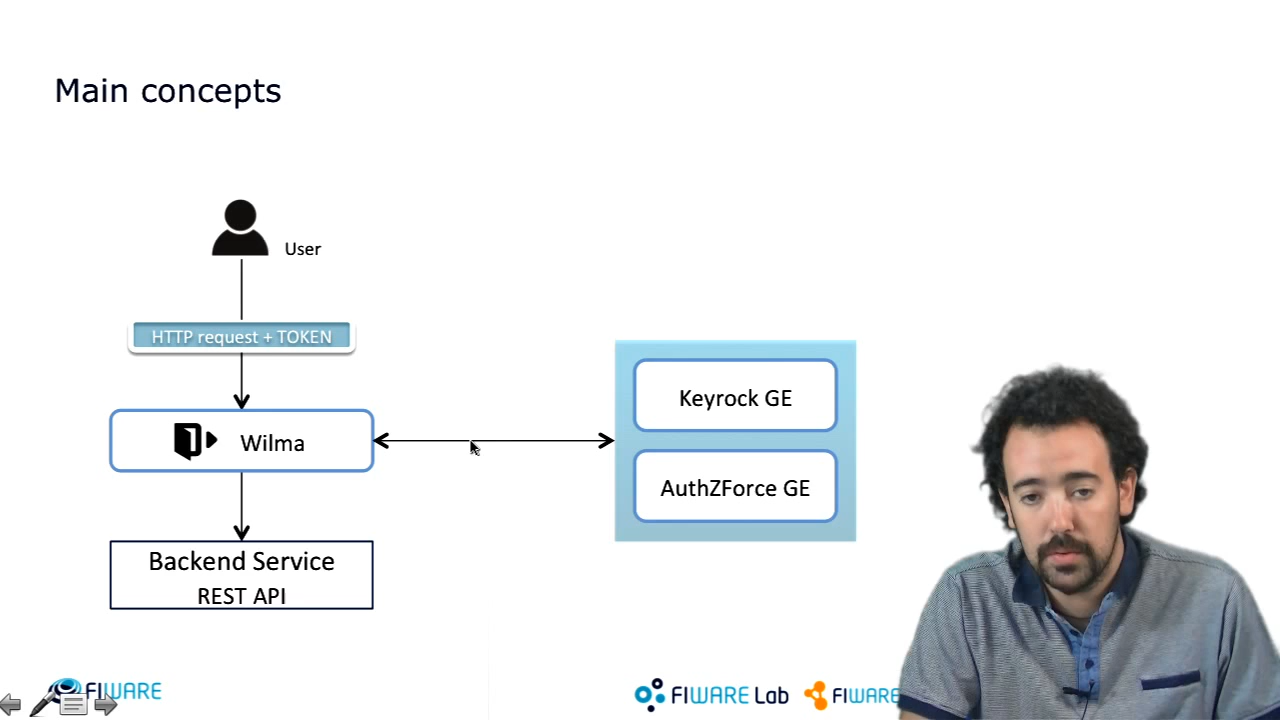 Main concepts
User
HTTP request + TOKEN
Wilma
Keyrock GE
AuthZForce GE
Backend Service
REST API
FIWARE
FIWARE Lab
FIWARE